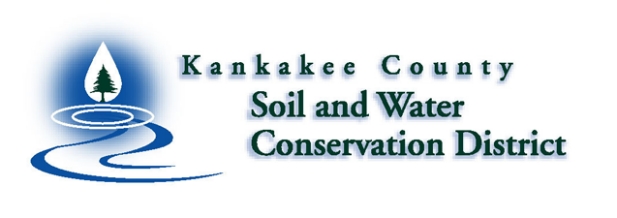 Kankakee County
Soil and Water
Conservation District